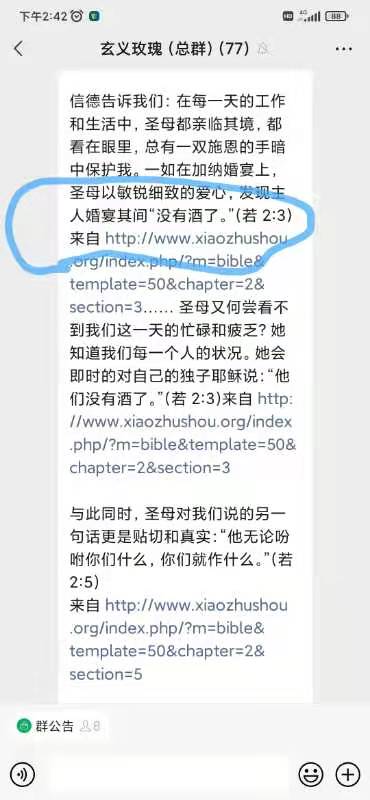 下午2:42
HD 4G 88
玄义玫瑰（总群）(77)
信德告诉我们：在每一天的工作
和生活中，圣母都亲临其境，都
看在眼里，总有一双施恩的手暗
中保护我。一如在加纳婚宴上，
圣母以敏锐细致的爱心，发现主
人婚宴其间“没有酒了。”(若 2:3)
来自 http://www.xiaozhushou
.org/index.php/?m=bible&
template=50&chapter=2&
section=3…… 圣母又何尝看不
到我们这一天的忙碌和疲乏？她
知道我们每一个人的状况。她会
即时的对自己的独子耶稣说：“他
们没有酒了。”(若 2:3)来自 http:
//www.xiaozhushou.org/index
.php/?m=bible&template=50&
chapter=2&section=3
与此同时，圣母对我们说的另一
句话更是贴切和真实：“他无论吩
咐你们什么，你们就作什么。”(若
2:5)
来自 http://www.xiaozhushou
.org/index.php/?m=bible&
template=50&chapter=2&
section=5
群公告 8